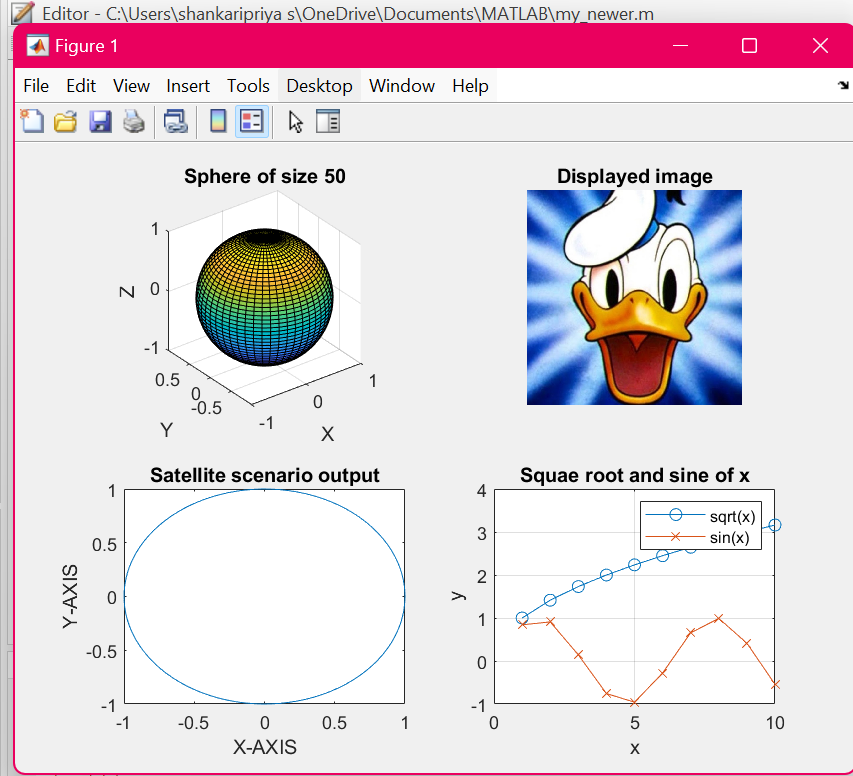 Editor - C:\Users\shankaripriya s\OneDrive\Documents\MATLAB\my_newer.m
Figure 1
File Edit View Insert Tools Desktop Window Help
Sphere of size 50
1
0
-1
Z
0.5
0
-0.5
Y
-1
0
1
X
Displayed image
Satellite scenario output
1
0.5
0
-0.5
-1
Y-AXIS
-1
-0.5
0
0.5
1
X-AXIS
Squae root and sine of x
4
3
2
1
0
-1
y
sqrt(x)
sin(x)
0
5
10
x